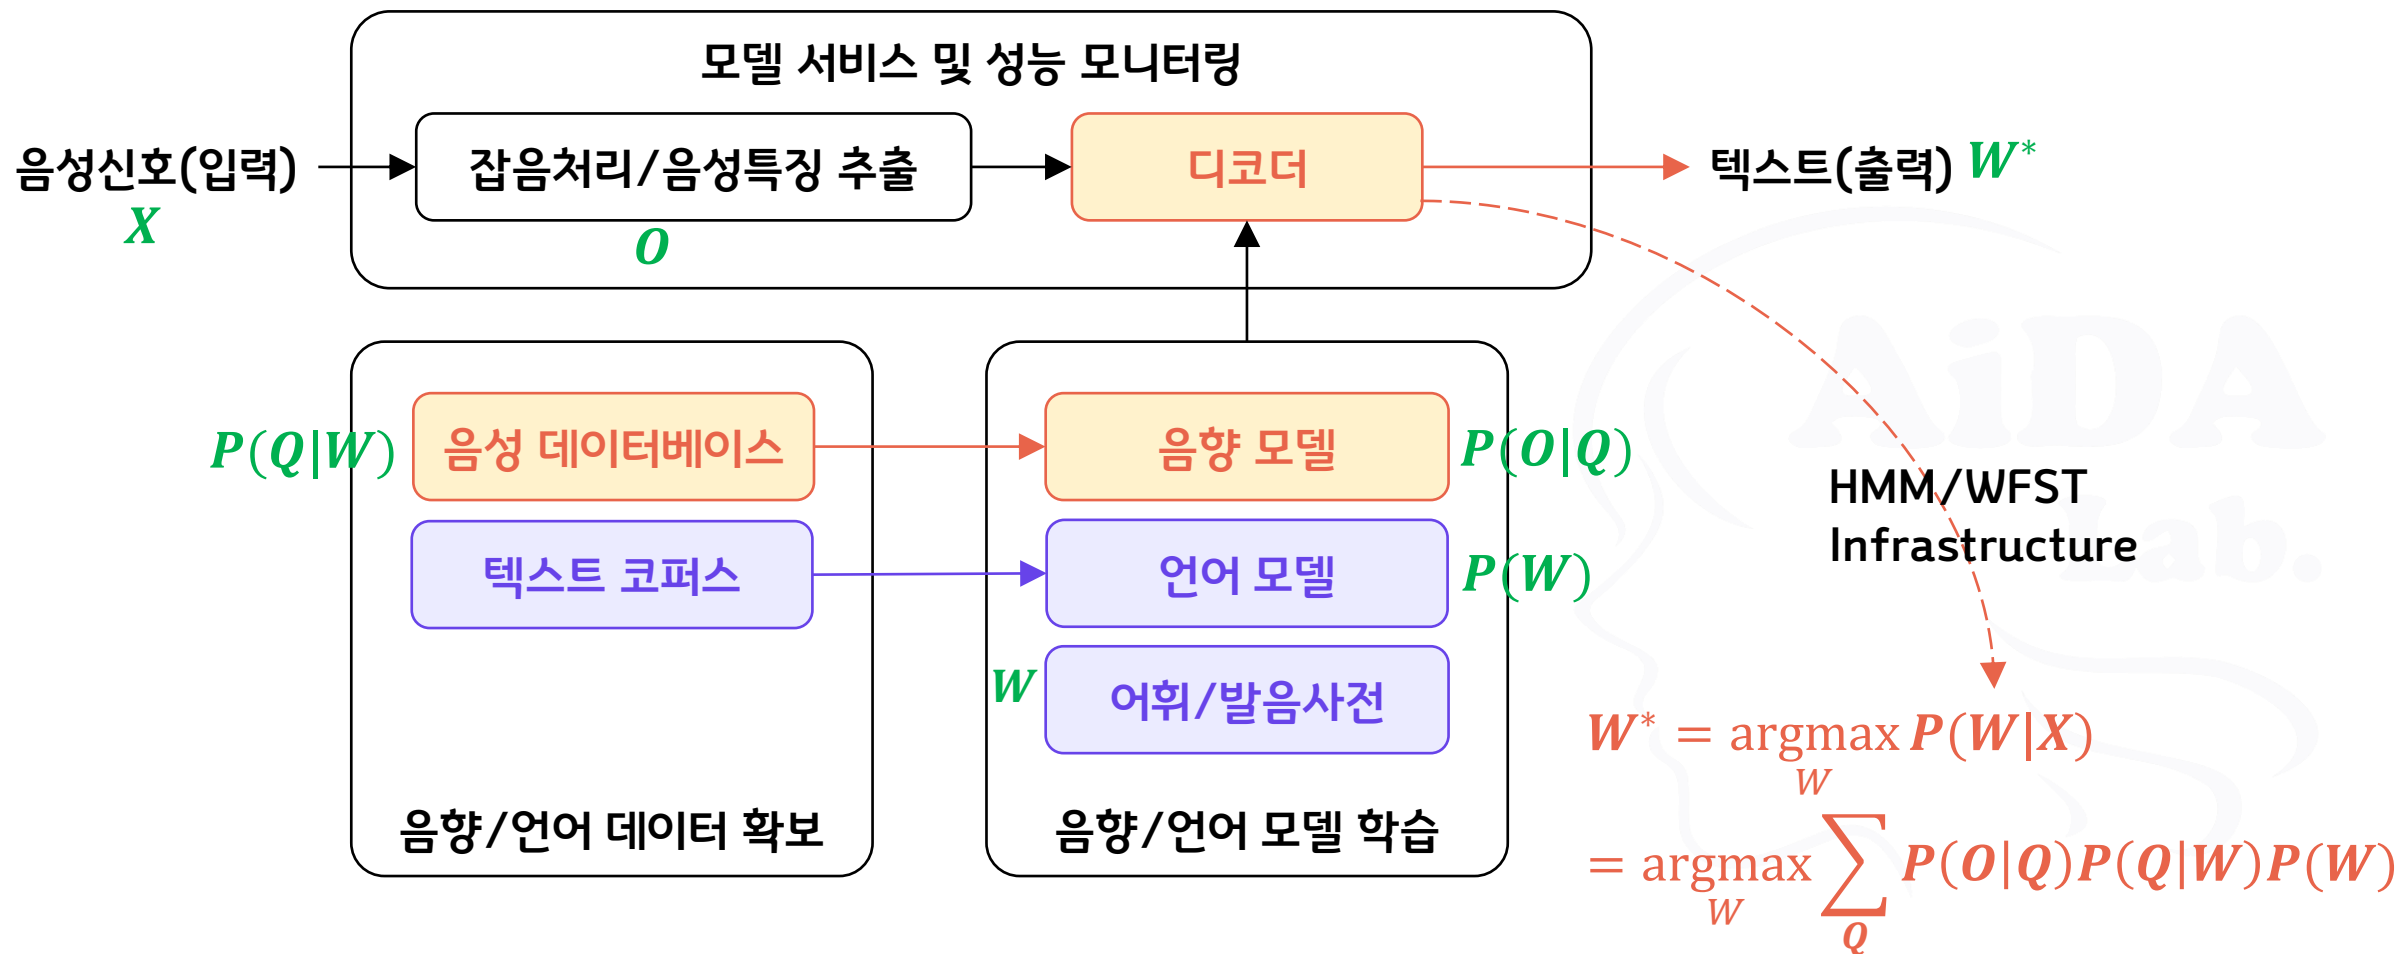 모델 서비스 및 성능 모니터링
음성신호(입력)
X
잡음처리/음성특징 추출
O
디코더
텍스트(출력) W*
P(Q|W)
음성 데이터베이스
텍스트 코퍼스
음향/언어 데이터 확보
음향 모델
P(O|Q)
언어 모델
P(W)
W
어휘/발음사전
음향/언어 모델 학습
AiDA
Lab.
HMM/WFST
Infrastructure
W* = argmax P(W|X)
W
= argmax ∑ P(O|Q)P(Q|W)P(W)
W Q